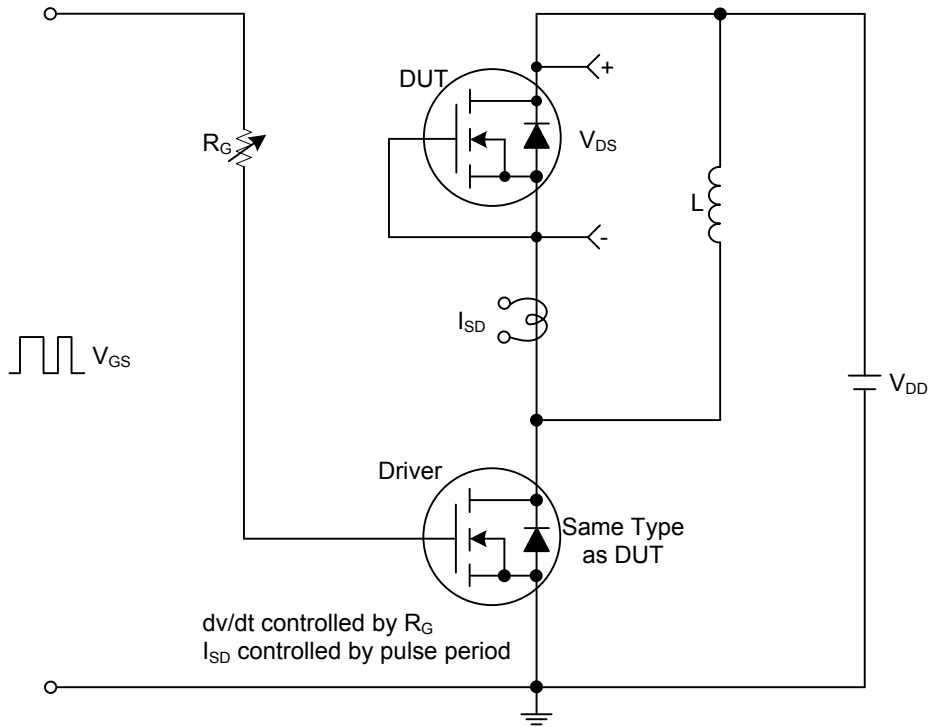 +
DUT
R_G
V_DS
L
-
I_SD
V_GS
V_DD
Driver
Same Type
as DUT
dv/dt controlled by R_G
I_SD controlled by pulse period